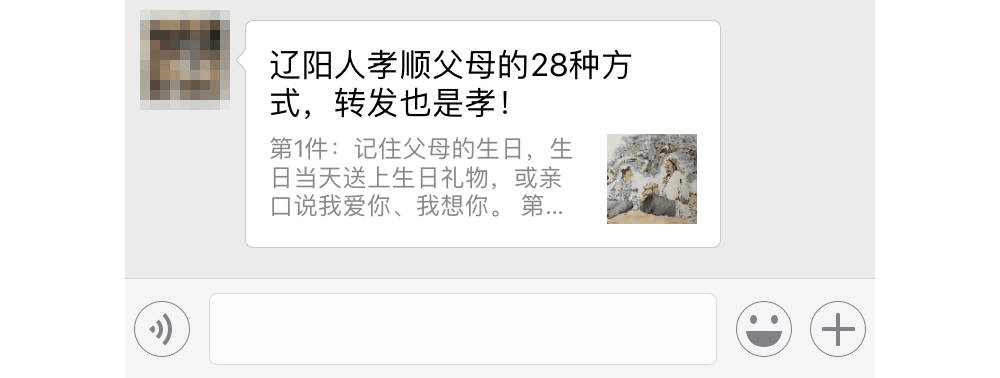 辽阳人孝顺父母的28种方
式，转发也是孝！
第1件：记住父母的生日，生
日当天送上生日礼物，或亲
口说我爱你、我想你。 第...